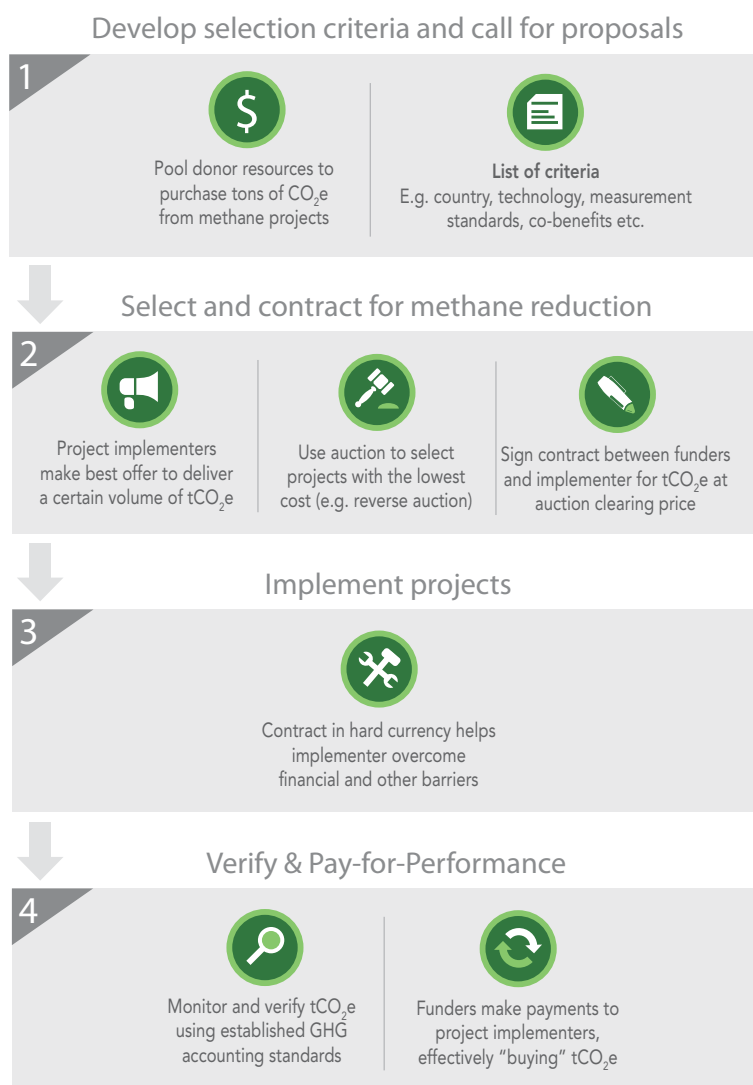 Develop selection criteria and call for proposals
1
Pool donor resources to
purchase tons of CO₂e
from methane projects
List of criteria
E.g. country, technology, measurement
standards, co-benefits etc.
Select and contract for methane reduction
2
Project implementers
make best offer to deliver
a certain volume of tCO₂e
Use auction to select
projects with the lowest
cost (e.g. reverse auction)
Sign contract between funders
and implementer for tCO₂e at
auction clearing price
Implement projects
3
Contract in hard currency helps
implementer overcome
financial and other barriers
Verify & Pay-for-Performance
4
Monitor and verify tCO₂e
using established GHG
accounting standards
Funders make payments to
project implementers,
effectively “buying” tCO₂e